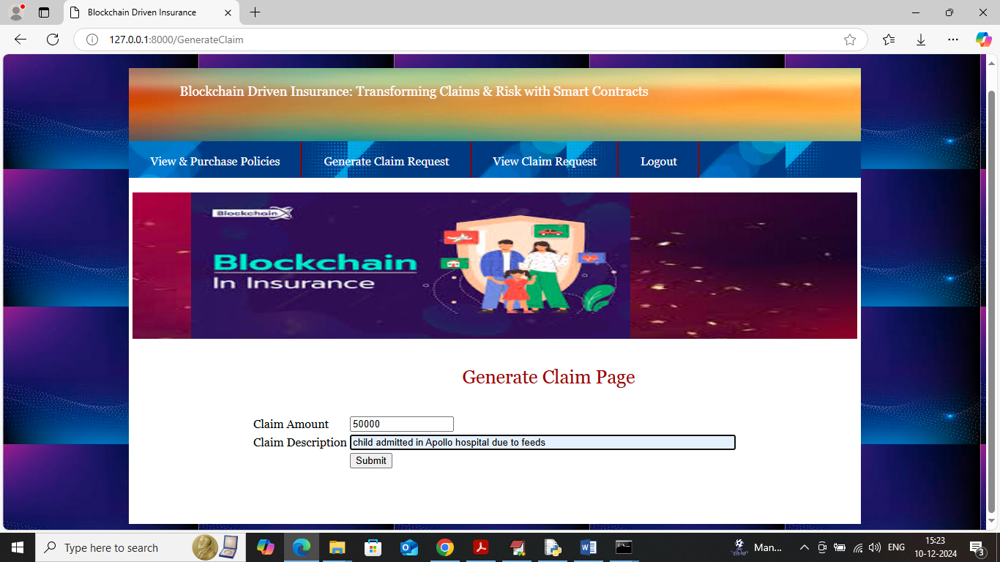 Blockchain Driven Insurance
127.0.0.1:8000/GenerateClaim
Blockchain Driven Insurance: Transforming Claims & Risk with Smart Contracts
View & Purchase Policies
Generate Claim Request
View Claim Request
Logout
Blockchain
Blockchain
In Insurance
Generate Claim Page
Claim Amount 50000
Claim Description child admitted in Apollo hospital due to feeds
Submit
Type here to search
Man...
ENG
15:23
10-12-2024
3